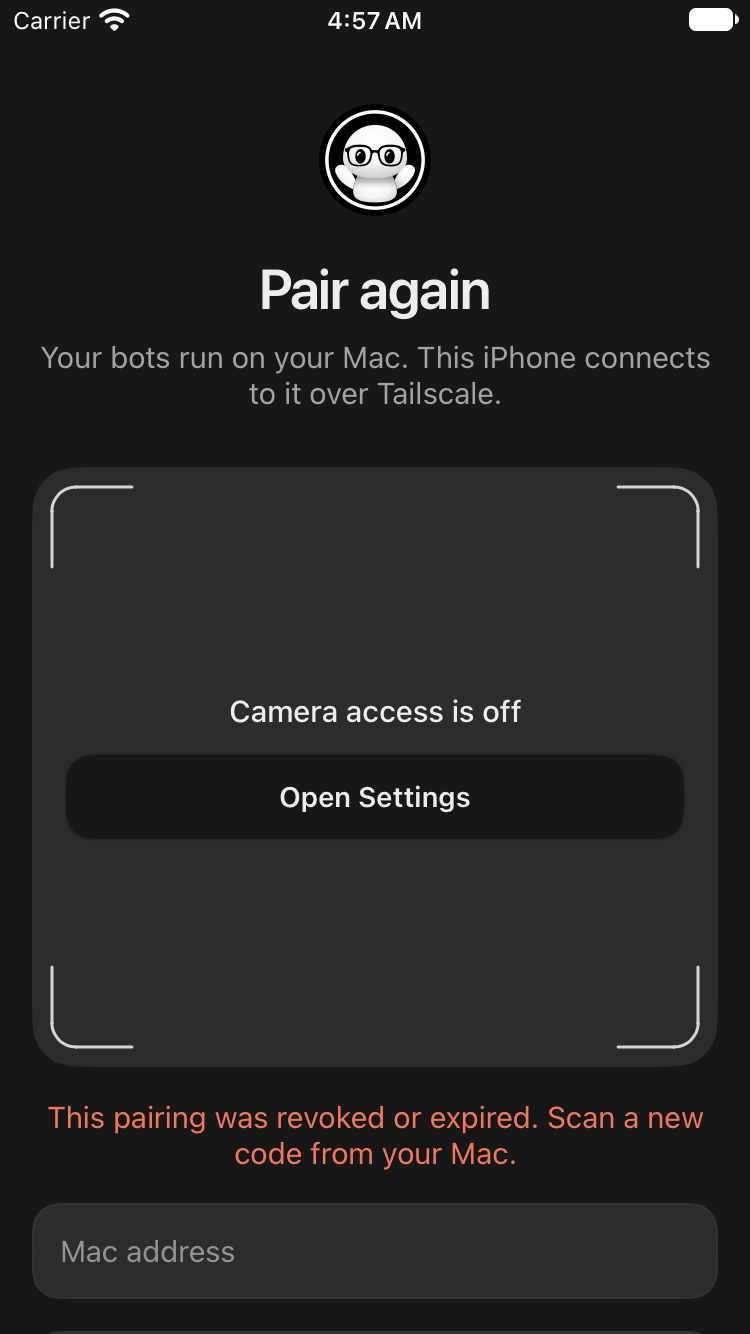 Carrier 4:57 AM
Pair again
Your bots run on your Mac. This iPhone connects
to it over Tailscale.
Camera access is off
Open Settings
This pairing was revoked or expired. Scan a new
code from your Mac.
Mac address